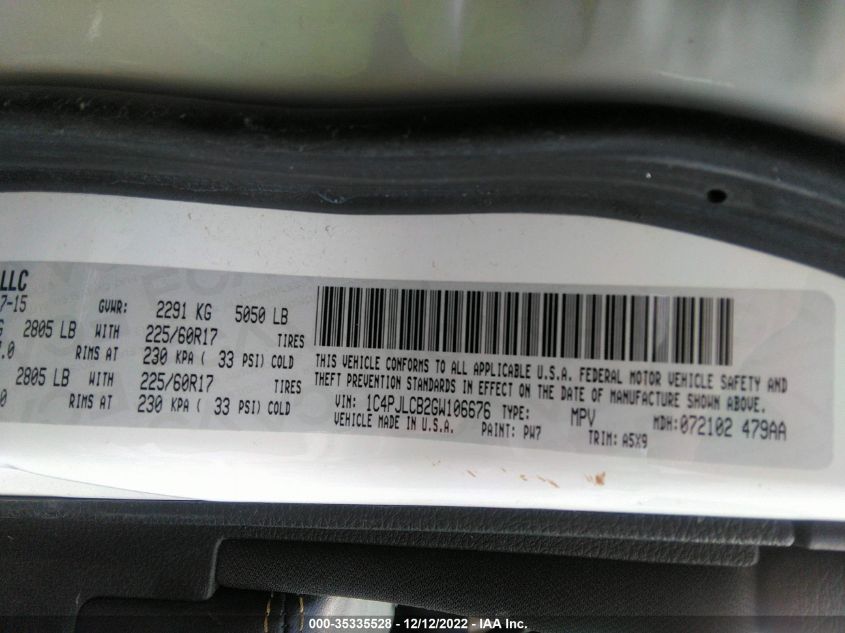 LLC
7-15 GVWR: 2291 KG 5050 LB
2805 LB WITH 225/60R17 TIRES
RIMS AT 230 KPA ( 33 PSI) COLD
2805 LB WITH 225/60R17 TIRES
RIMS AT 230 KPA ( 33 PSI) COLD
THIS VEHICLE CONFORMS TO ALL APPLICABLE U.S.A. FEDERAL MOTOR VEHICLE SAFETY AND
THEFT PREVENTION STANDARDS IN EFFECT ON THE DATE OF MANUFACTURE SHOWN ABOVE.
VIN: 1C4PJLCB2GW106676 TYPE: MPV MDH:072102 479AA
VEHICLE MADE IN U.S.A. PAINT: PW7 TRIM: A5X9
000-35335528 - 12/12/2022 - IAA Inc.